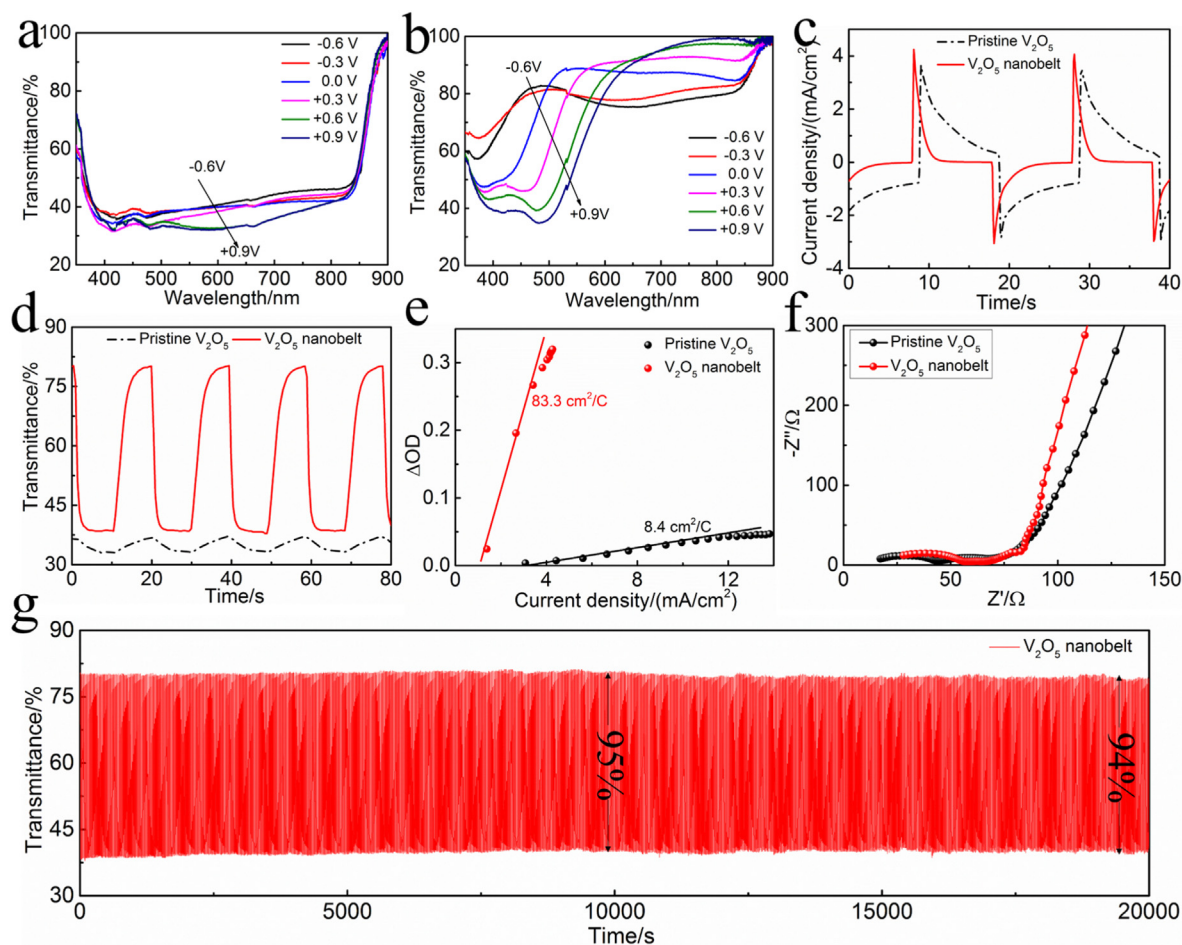 a
100
80
60
40
20
Transmittance/%
-0.6 V
-0.3 V
0.0 V
+0.3 V
+0.6 V
+0.9 V
-0.6V
+0.9V
400 500 600 700 800 900
Wavelength/nm
b
100
80
60
40
20
Transmittance/%
-0.6V
+0.9V
-0.6 V
-0.3 V
0.0 V
+0.3 V
+0.6 V
+0.9 V
400 500 600 700 800 900
Wavelength/nm
c
4
2
0
-2
-4
Current density/(mA/cm²)
Pristine V₂O₅
V₂O₅ nanobelt
0 10 20 30 40
Time/s
d
90
75
60
45
30
Transmittance/%
Pristine V₂O₅ V₂O₅ nanobelt
0 20 40 60 80
Time/s
e
0.3
0.2
0.1
0.0
ΔOD
Pristine V₂O₅
V₂O₅ nanobelt
83.3 cm²/C
8.4 cm²/C
0 4 8 12
Current density/(mA/cm²)
f
300
200
100
0
-Z"/Ω
Pristine V₂O₅
V₂O₅ nanobelt
0 50 100 150
Z'/Ω
g
90
75
60
45
30
Transmittance/%
V₂O₅ nanobelt
95%
94%
0 5000 10000 15000 20000
Time/s